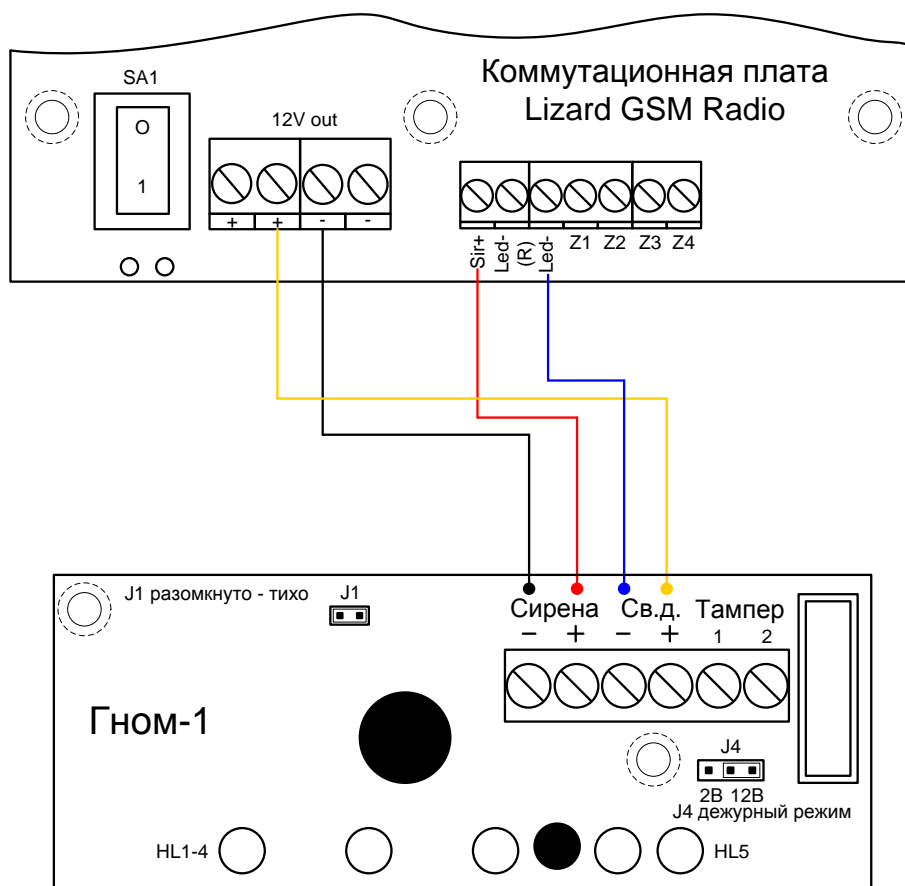 SA1
Коммутационная плата
Lizard GSM Radio
O
1
12V out
+ + - -
Sir+ Led- (R) Led- Z1 Z2 Z3 Z4
J1 разомкнуто - тихо
J1
Сирена Св.д. Тампер
− + − + 1 2
Гном-1
J4
2В 12В
J4 дежурный режим
HL1-4
HL5